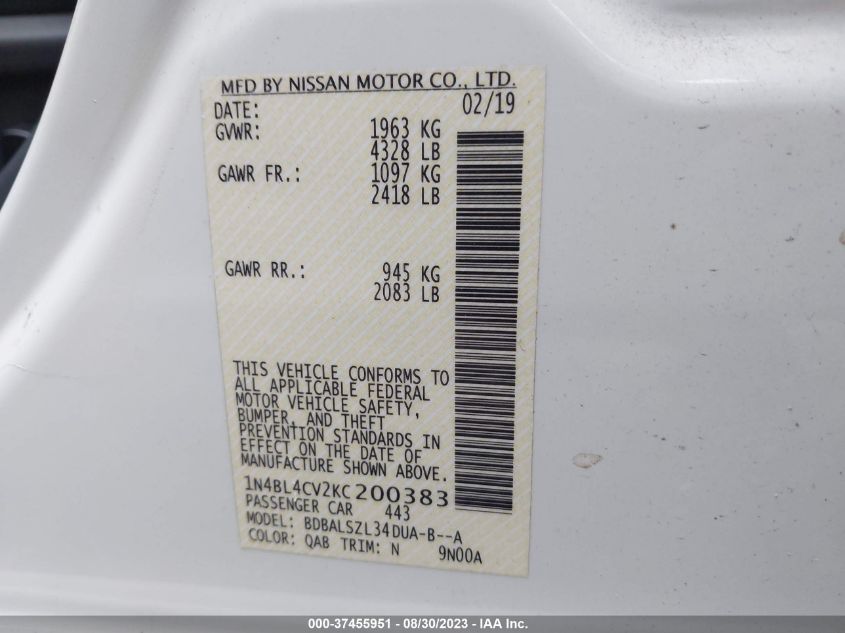 MFD BY NISSAN MOTOR CO., LTD.
DATE: 02/19
GVWR: 1963 KG
4328 LB
GAWR FR.: 1097 KG
2418 LB
GAWR RR.: 945 KG
2083 LB
THIS VEHICLE CONFORMS TO
ALL APPLICABLE FEDERAL
MOTOR VEHICLE SAFETY,
BUMPER, AND THEFT
PREVENTION STANDARDS IN
EFFECT ON THE DATE OF
MANUFACTURE SHOWN ABOVE.
1N4BL4CV2KC200383
PASSENGER CAR 443
MODEL: BDBALSZL34DUA-B--A
COLOR: QAB TRIM: N 9N00A
000-37455951 - 08/30/2023 - IAA Inc.